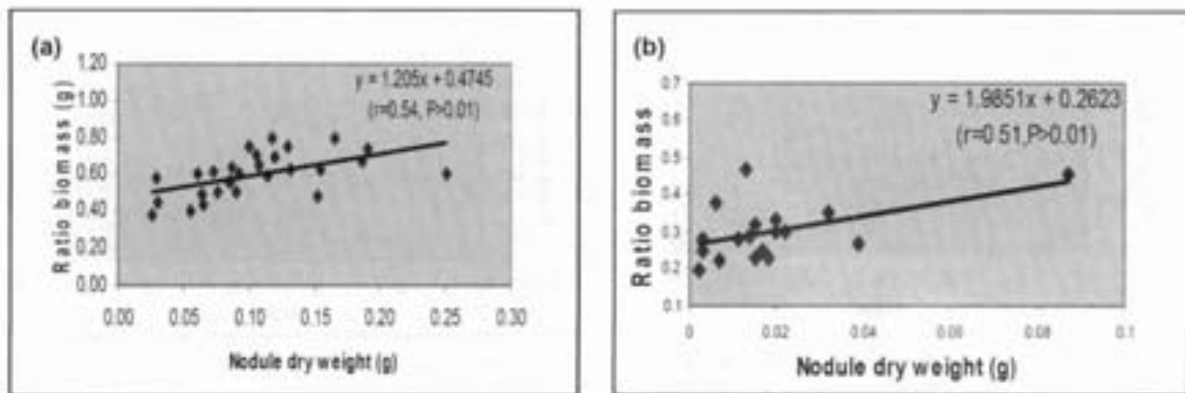 (a)
1.20
1.00
0.80
0.60
0.40
0.20
0.00
Ratio biomass (g)
y = 1.205x + 0.4745
(r=0.54, P>0.01)
0.00 0.05 0.10 0.15 0.20 0.25 0.30
Nodule dry weight (g)
(b)
0.7
0.6
0.5
0.4
0.3
0.2
0.1
Ratio biomass
y = 1.9851x + 0.2623
(r=0.51,P>0.01)
0 0.02 0.04 0.06 0.08 0.1
Nodule dry weight (g)